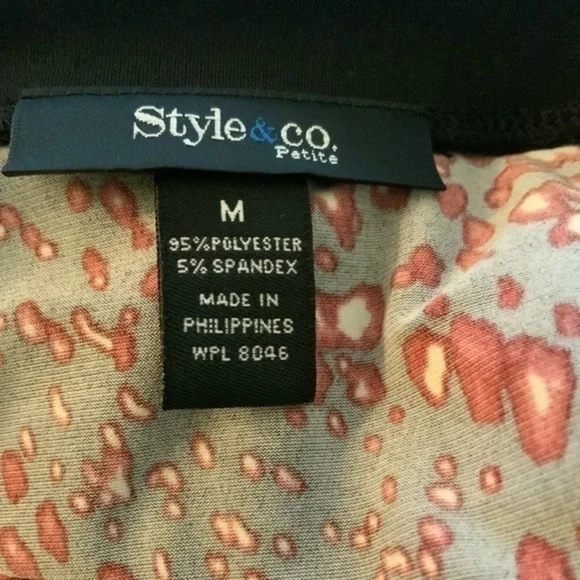 Style & co.
Petite
M
95% POLYESTER
5% SPANDEX
MADE IN
PHILIPPINES
WPL 8046